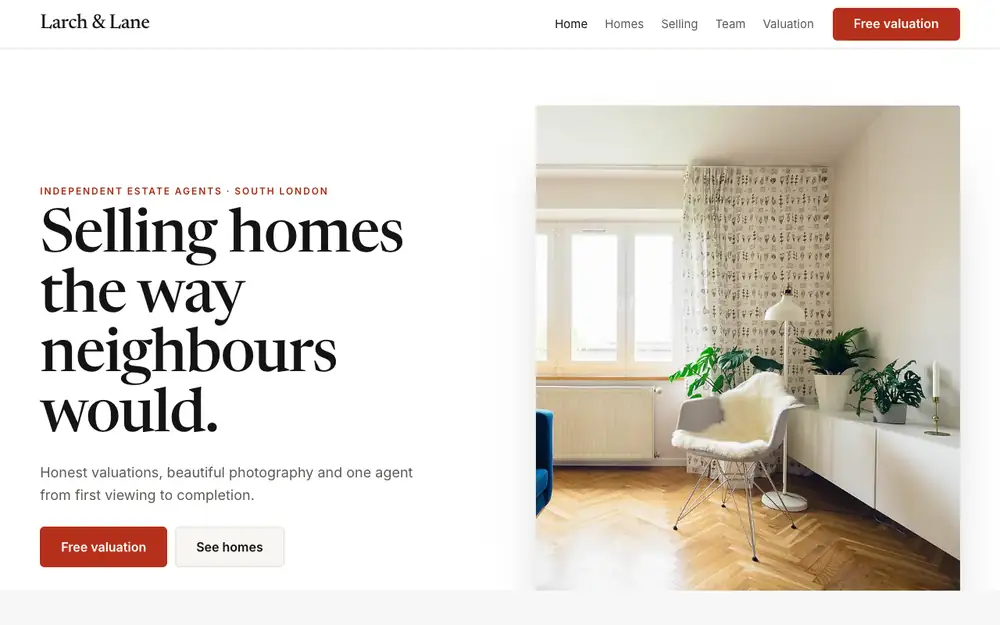 Larch & Lane
Home Homes Selling Team Valuation Free valuation
INDEPENDENT ESTATE AGENTS · SOUTH LONDON
Selling homes
the way
neighbours
would.
Honest valuations, beautiful photography and one agent
from first viewing to completion.
Free valuation See homes